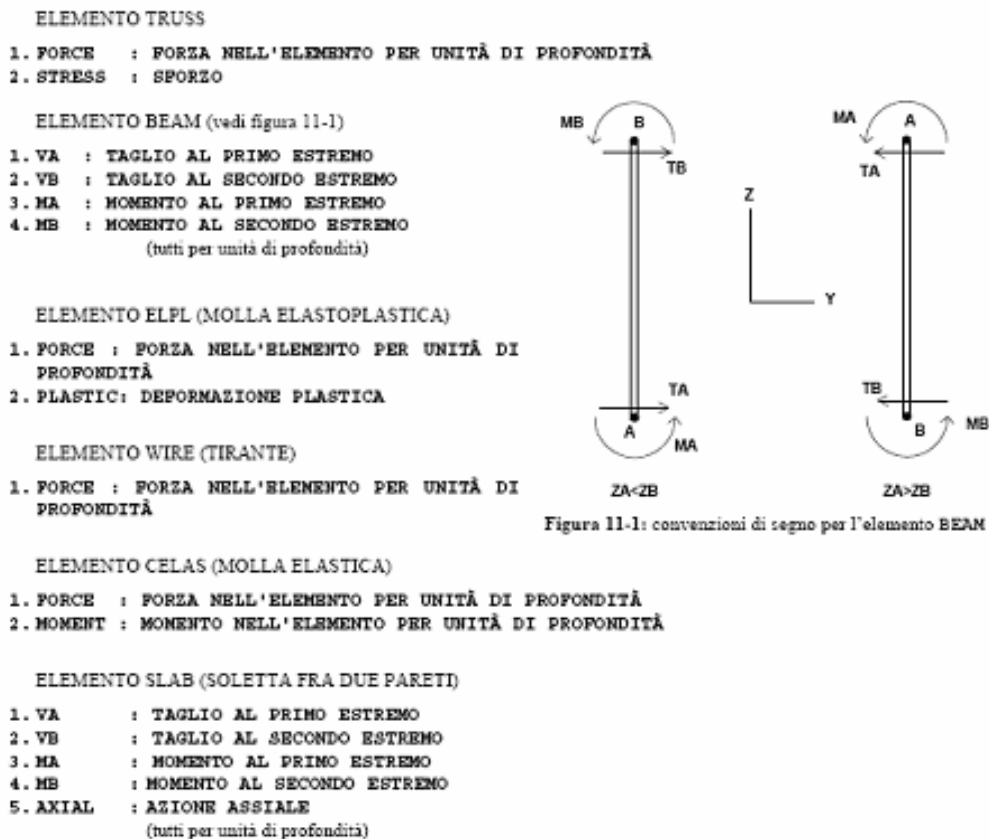 ELEMENTO TRUSS
1. FORCE : FORZA NELL'ELEMENTO PER UNITÀ DI PROFONDITÀ
2. STRESS : SFORZO
ELEMENTO BEAM (vedi figura 11-1)
1. VA : TAGLIO AL PRIMO ESTREMO
2. VB : TAGLIO AL SECONDO ESTREMO
3. MA : MOMENTO AL PRIMO ESTREMO
4. MB : MOMENTO AL SECONDO ESTREMO
(tutti per unità di profondità)
ELEMENTO ELPL (MOLLA ELASTOPLASTICA)
1. FORCE : FORZA NELL'ELEMENTO PER UNITÀ DI
PROFONDITÀ
2. PLASTIC: DEFORMAZIONE PLASTICA
ELEMENTO WIRE (TIRANTE)
1. FORCE : FORZA NELL'ELEMENTO PER UNITÀ DI
PROFONDITÀ
MB B
TB
MA A
TA
Z
Y
TA
A
MA
TB
B MB
ZA<ZB
ZA>ZB
Figura 11-1: convenzioni di segno per l'elemento BEAM
ELEMENTO CELAS (MOLLA ELASTICA)
1. FORCE : FORZA NELL'ELEMENTO PER UNITÀ DI PROFONDITÀ
2. MOMENT : MOMENTO NELL'ELEMENTO PER UNITÀ DI PROFONDITÀ
ELEMENTO SLAB (SOLETTA FRA DUE PARETI)
1. VA : TAGLIO AL PRIMO ESTREMO
2. VB : TAGLIO AL SECONDO ESTREMO
3. MA : MOMENTO AL PRIMO ESTREMO
4. MB : MOMENTO AL SECONDO ESTREMO
5. AXIAL : AZIONE ASSIALE
(tutti per unità di profondità)